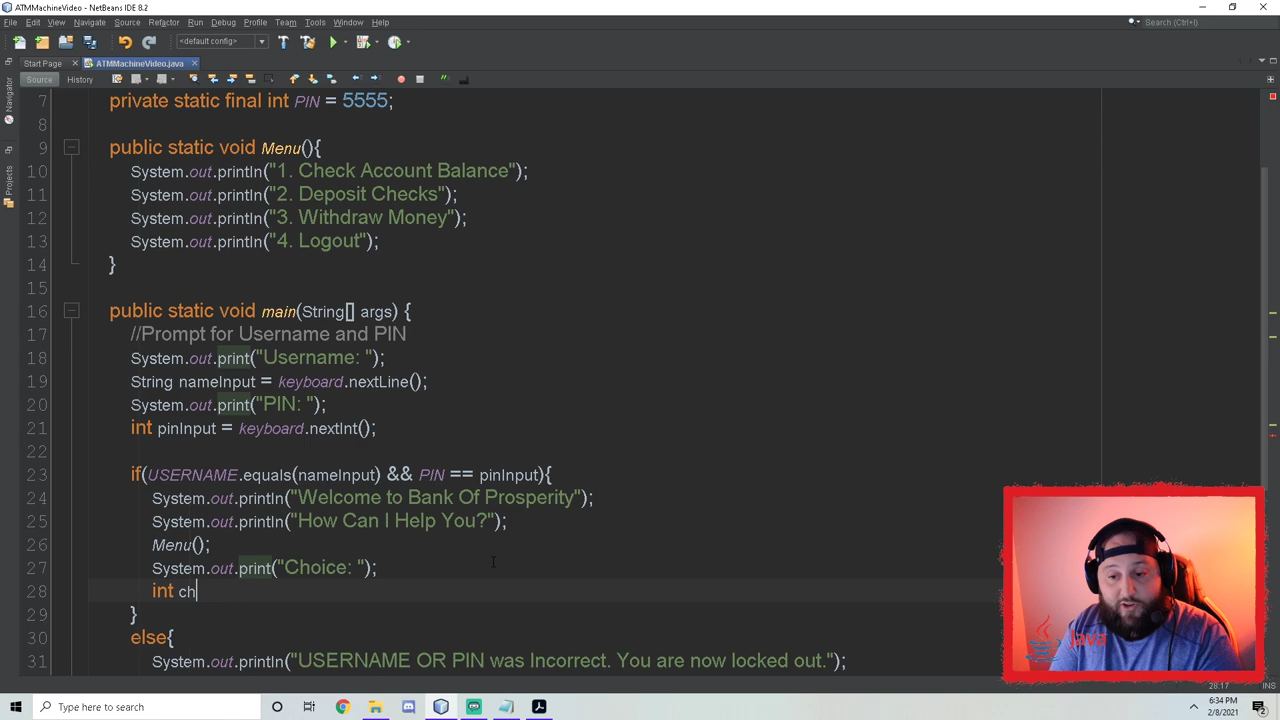 ATMMachineVideo - NetBeans IDE 8.2
File Edit View Navigate Source Refactor Run Debug Profile Team Tools Window Help
Search (Ctrl+I)
<default config>
Start Page ATMMachineVideo.java
Source History
Navigator
Projects
7 private static final int PIN = 5555;
8
9 public static void Menu(){
10 System.out.println("1. Check Account Balance");
11 System.out.println("2. Deposit Checks");
12 System.out.println("3. Withdraw Money");
13 System.out.println("4. Logout");
14 }
15
16 public static void main(String[] args) {
17 //Prompt for Username and PIN
18 System.out.print("Username: ");
19 String nameInput = keyboard.nextLine();
20 System.out.print("PIN: ");
21 int pinInput = keyboard.nextInt();
22
23 if(USERNAME.equals(nameInput) && PIN == pinInput){
24 System.out.println("Welcome to Bank Of Prosperity");
25 System.out.println("How Can I Help You?");
26 Menu();
27 System.out.print("Choice: ");
28 int ch
29 }
30 else{
31 System.out.println("USERNAME OR PIN was Incorrect. You are now locked out.");
Java
28:17 INS
Type here to search
6:34 PM
2/8/2021
2